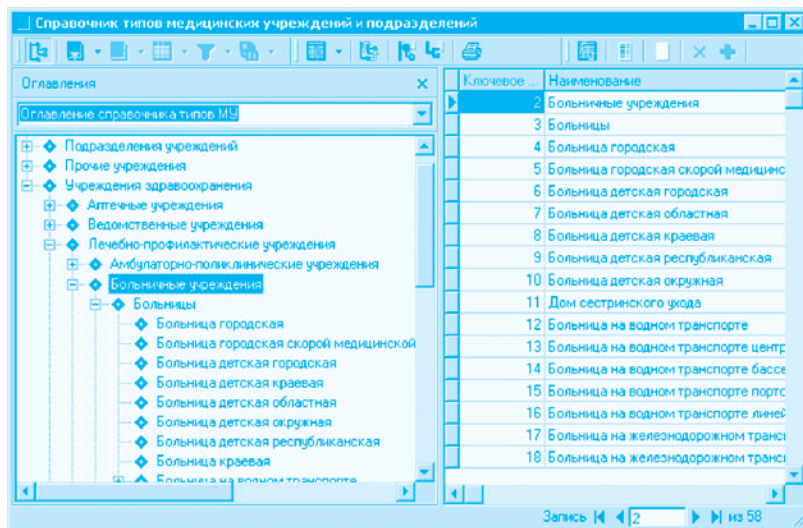 Справочник типов медицинских учреждений и подразделений
Оглавления
Оглавление справочника типов МУ
Подразделения учреждений
Прочие учреждения
Учреждения здравоохранения
Аптечные учреждения
Ведомственные учреждения
Лечебно-профилактические учреждения
Амбулаторно-поликлинические учреждения
Больничные учреждения
Больницы
Больница городская
Больница городская скорой медицинской
Больница детская городская
Больница детская краевая
Больница детская областная
Больница детская окружная
Больница детская республиканская
Больница краевая
Больница на водном транспорте
Ключевое ... Наименование
2 Больничные учреждения
3 Больницы
4 Больница городская
5 Больница городская скорой медицинс
6 Больница детская городская
7 Больница детская областная
8 Больница детская краевая
9 Больница детская республиканская
10 Больница детская окружная
11 Дом сестринского ухода
12 Больница на водном транспорте
13 Больница на водном транспорте центр
14 Больница на водном транспорте бассе
15 Больница на водном транспорте портс
16 Больница на водном транспорте линей
17 Больница на железнодорожном транс
18 Больница на железнодорожном транс
Запись 2 из 58